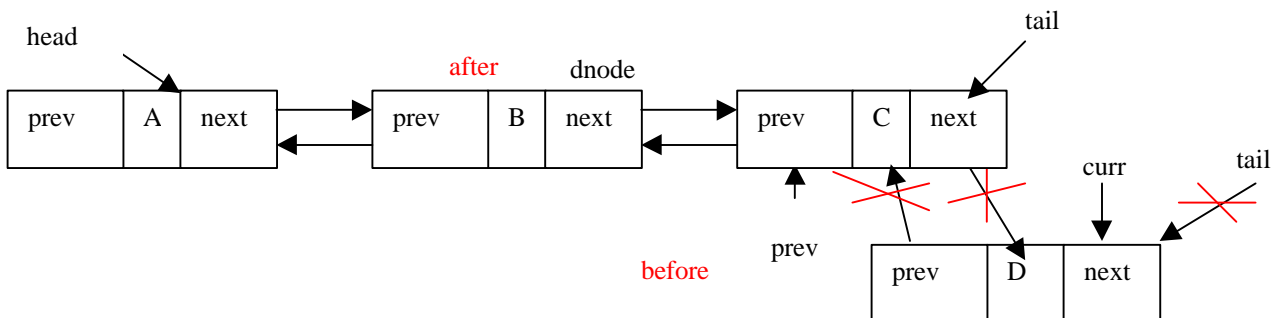 head
tail
after
dnode
prev A next
prev B next
prev C next
curr
tail
prev
before
prev D next